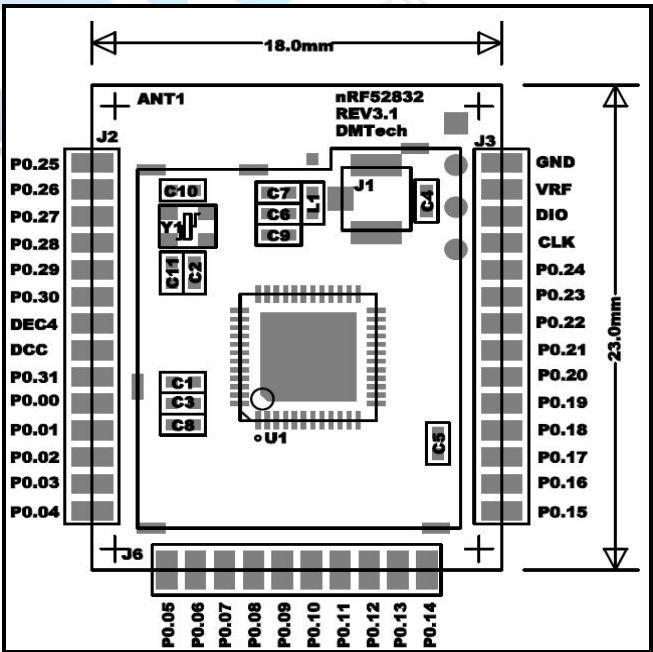 18.0mm
ANT1
nRF52832
REV3.1
DMTech
J2
J3
P0.25
P0.26
P0.27
P0.28
P0.29
P0.30
DEC4
DCC
P0.31
P0.00
P0.01
P0.02
P0.03
P0.04
C10
Y1
C11
C2
C7
C6
C9
L1
J1
C4
C1
C3
C8
U1
C5
GND
VRF
DIO
CLK
P0.24
P0.23
P0.22
P0.21
P0.20
P0.19
P0.18
P0.17
P0.16
P0.15
23.0mm
J6
P0.05
P0.06
P0.07
P0.08
P0.09
P0.10
P0.11
P0.12
P0.13
P0.14